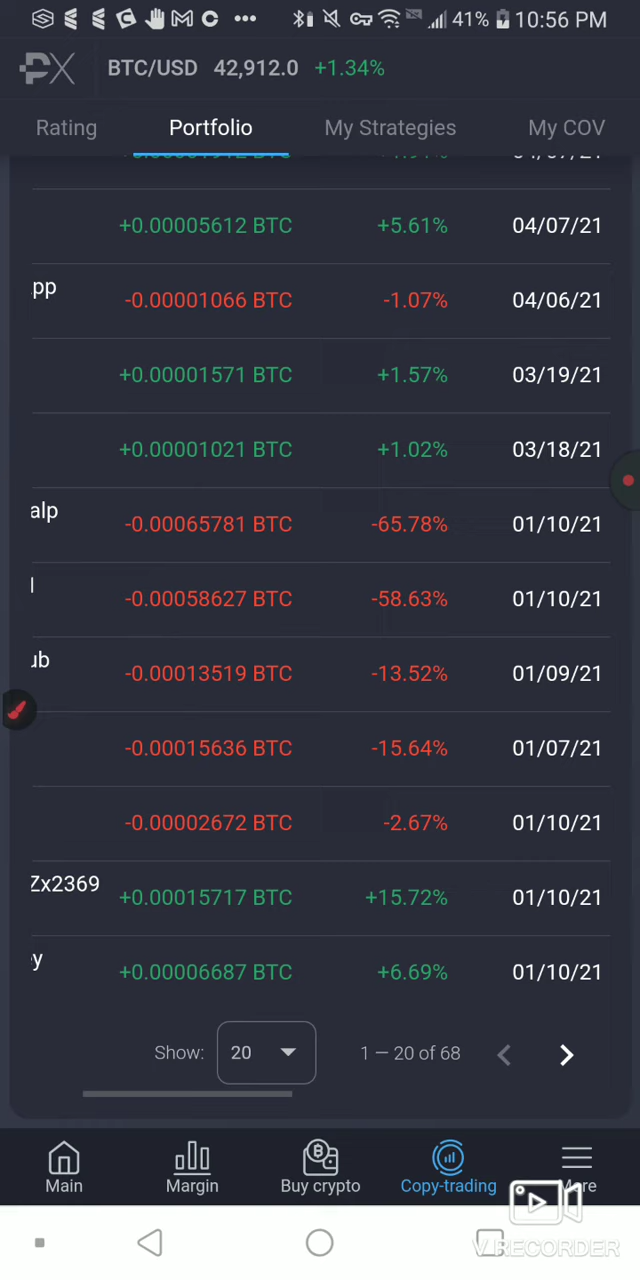 41% 10:56 PM
PX BTC/USD 42,912.0 +1.34%
Rating Portfolio My Strategies My COV
+0.00005612 BTC +5.61% 04/07/21
pp -0.00001066 BTC -1.07% 04/06/21
+0.00001571 BTC +1.57% 03/19/21
+0.00001021 BTC +1.02% 03/18/21
alp -0.00065781 BTC -65.78% 01/10/21
-0.00058627 BTC -58.63% 01/10/21
ub -0.00013519 BTC -13.52% 01/09/21
-0.00015636 BTC -15.64% 01/07/21
-0.00002672 BTC -2.67% 01/10/21
Zx2369 +0.00015717 BTC +15.72% 01/10/21
ey +0.00006687 BTC +6.69% 01/10/21
Show: 20 1 — 20 of 68
Main Margin Buy crypto Copy-trading More
V RECORDER